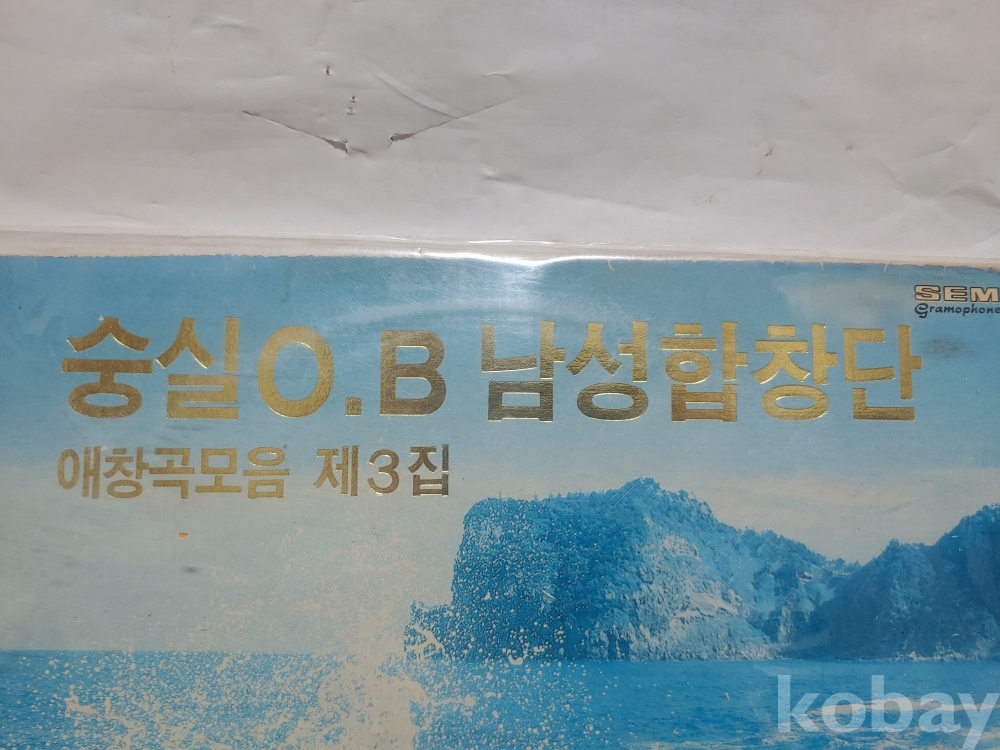 SEM
Gramophone
숭실O.B 남성합창단
애창곡모음 제3집
kobay